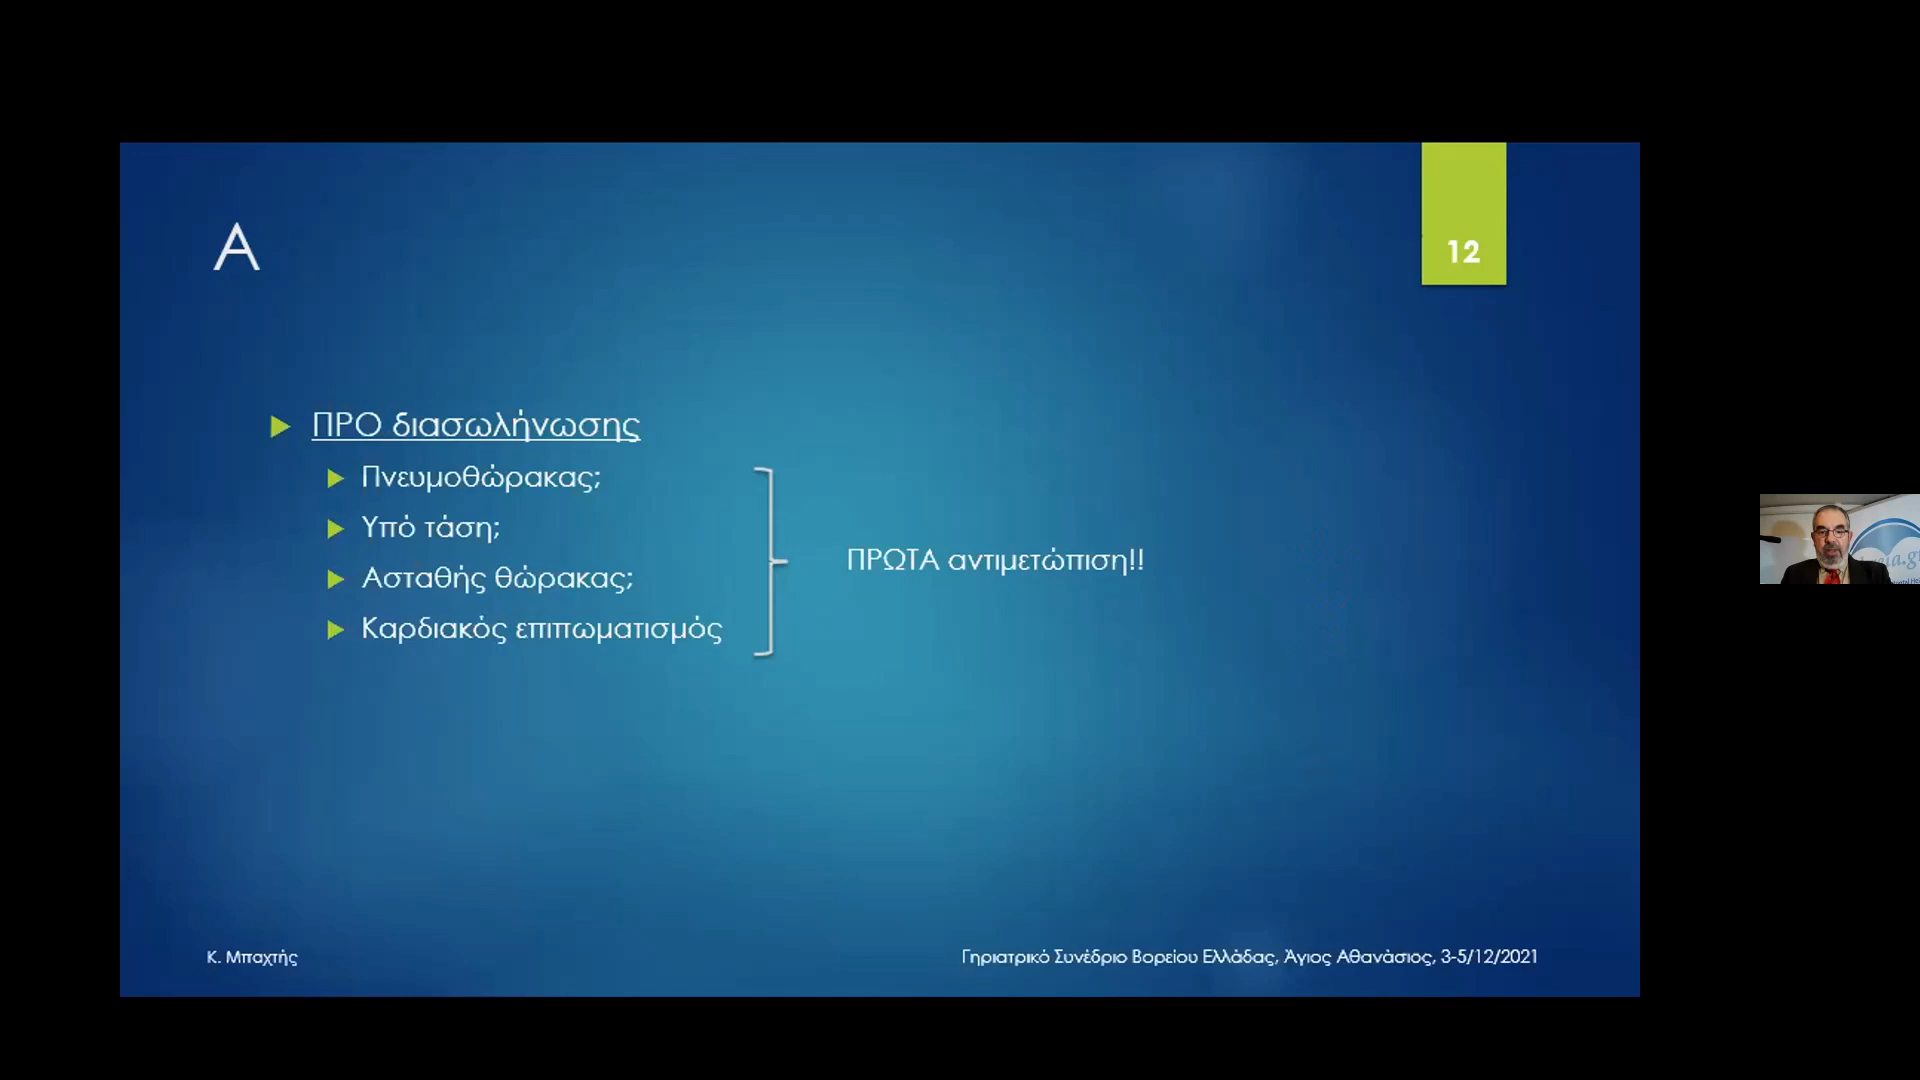 Α
12
ΠΡΟ διασωλήνωσης
Πνευμοθώρακας;
Υπό τάση;
Ασταθής θώρακας;
Καρδιακός επιπωματισμός
ΠΡΩΤΑ αντιμετώπιση!!
Κ. Μπαχτής
Γηριατρικό Συνέδριο Βορείου Ελλάδας, Άγιος Αθανάσιος, 3-5/12/2021